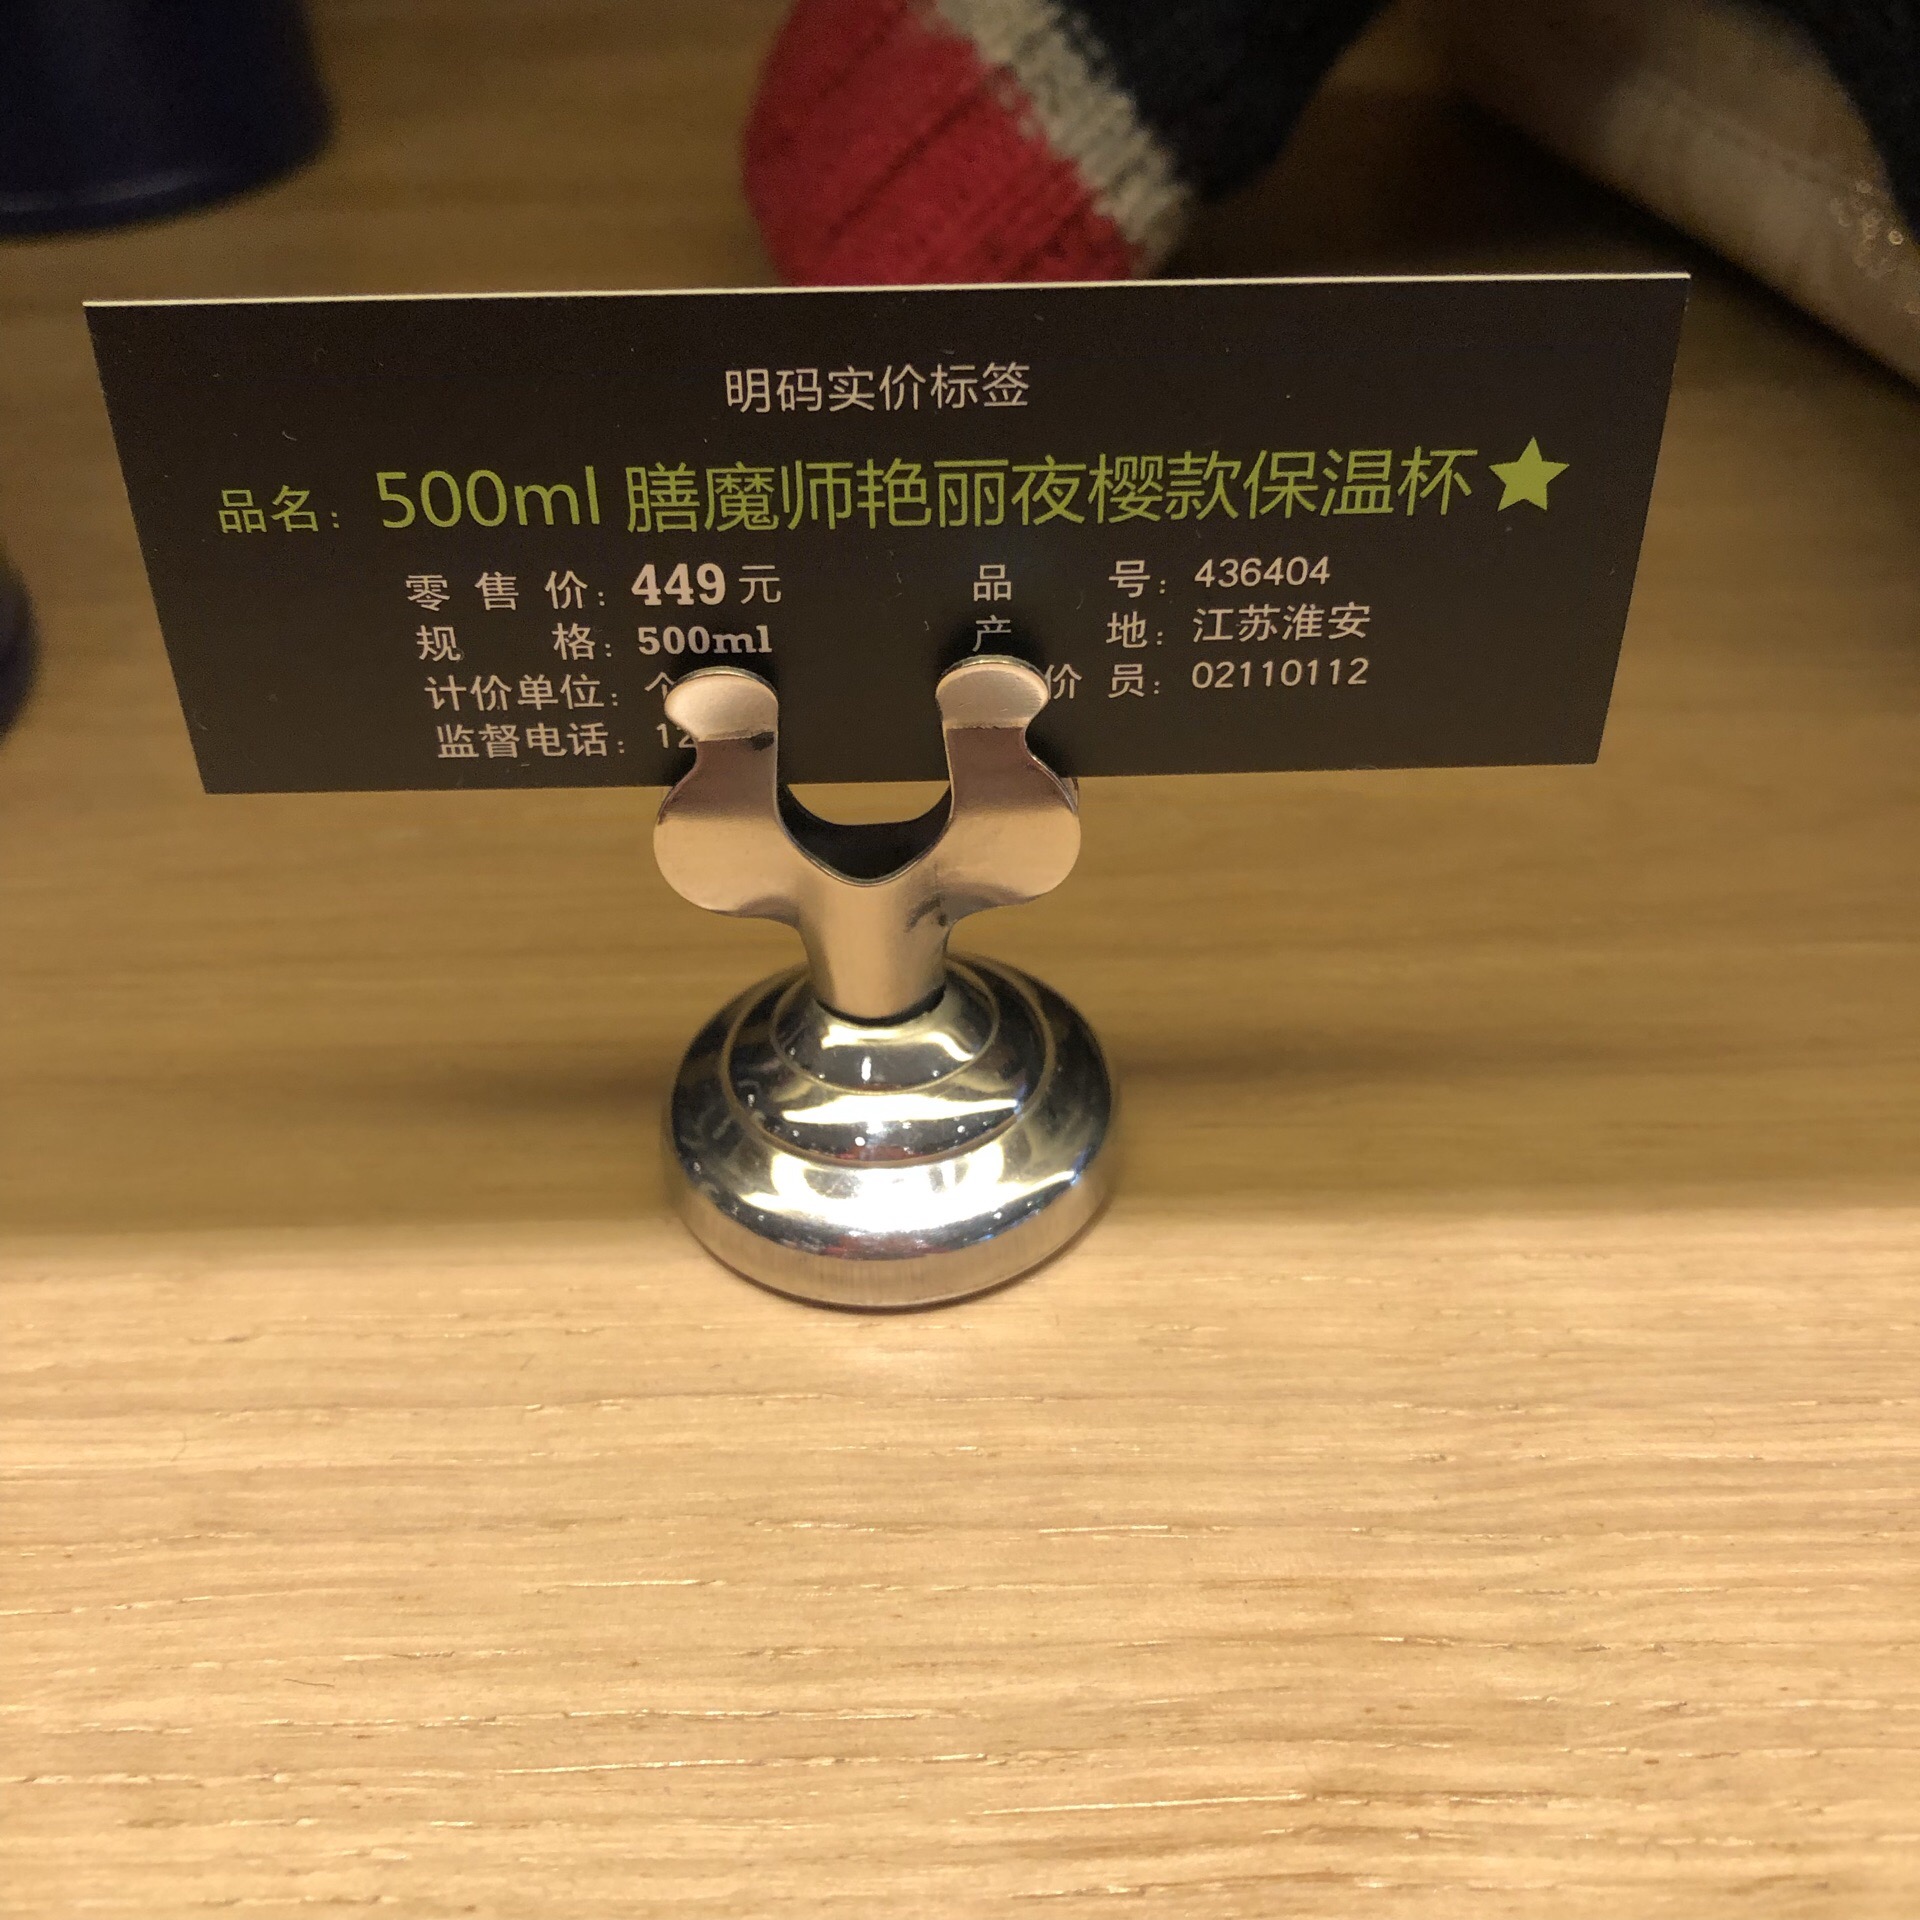 明码实价标签
品名：500ml 膳魔师艳丽夜樱款保温杯★
零售价：449元 品号：436404
规格：500ml 产地：江苏淮安
计价单位：个 价员：02110112
监督电话：12